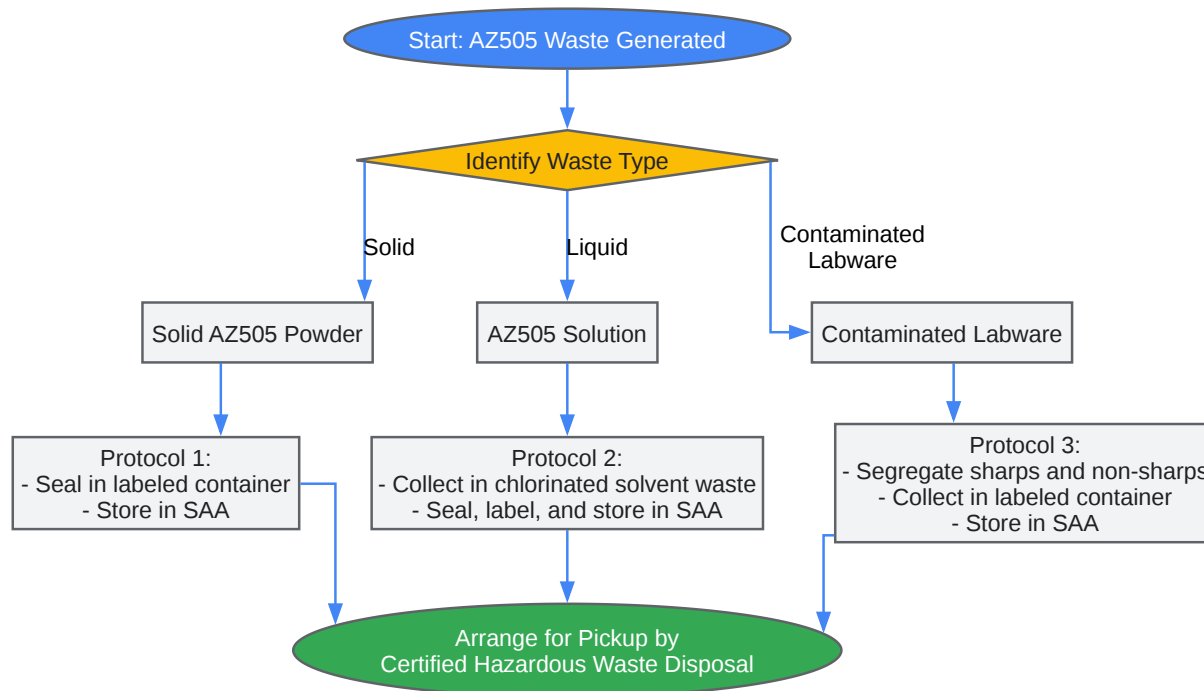 Start: AZ505 Waste Generated
Identify Waste Type
Solid
Liquid
Contaminated
Labware
Solid AZ505 Powder
AZ505 Solution
Contaminated Labware
Protocol 1:
- Seal in labeled container
- Store in SAA
Protocol 2:
- Collect in chlorinated solvent waste
- Seal, label, and store in SAA
Protocol 3:
- Segregate sharps and non-sharps
- Collect in labeled container
- Store in SAA
Arrange for Pickup by
Certified Hazardous Waste Disposal